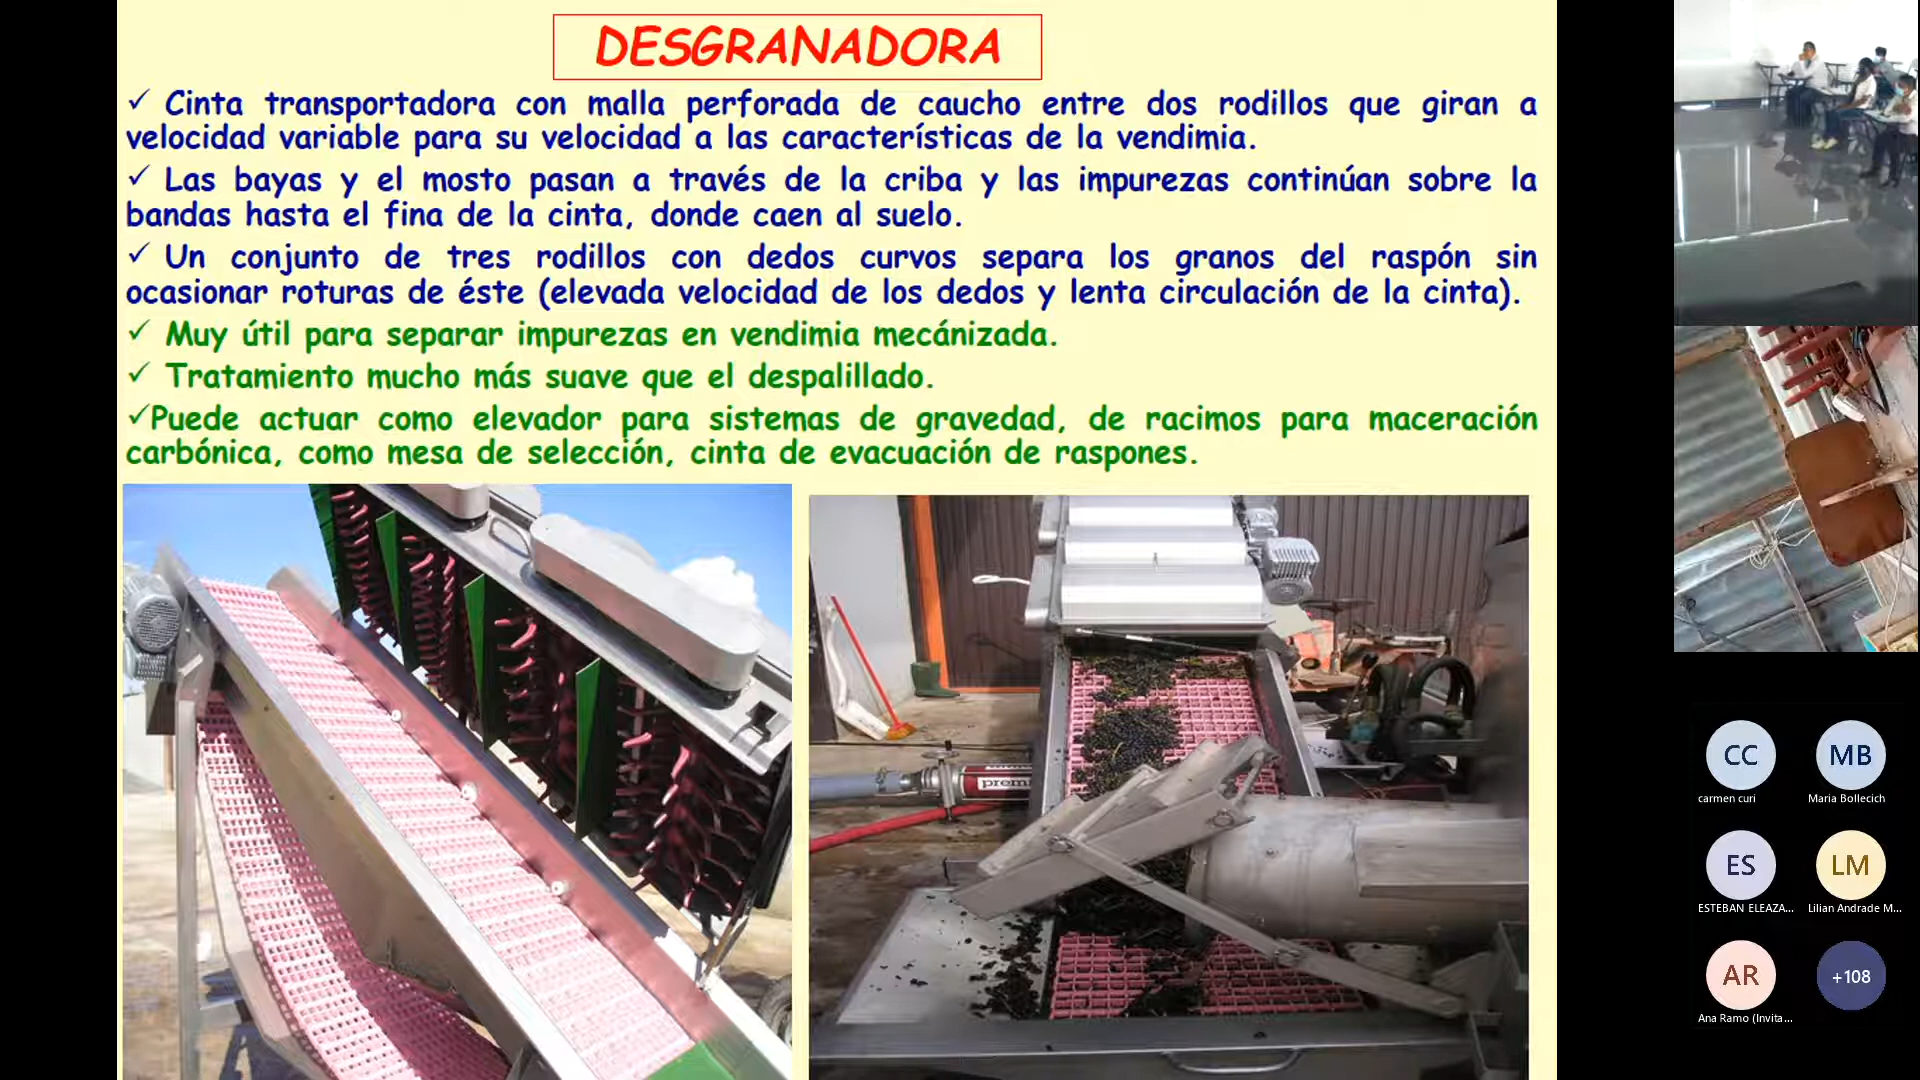 DESGRANADORA
✓ Cinta transportadora con malla perforada de caucho entre dos rodillos que giran a
velocidad variable para su velocidad a las características de la vendimia.
✓ Las bayas y el mosto pasan a través de la criba y las impurezas continúan sobre la
bandas hasta el fina de la cinta, donde caen al suelo.
✓ Un conjunto de tres rodillos con dedos curvos separa los granos del raspón sin
ocasionar roturas de éste (elevada velocidad de los dedos y lenta circulación de la cinta).
✓ Muy útil para separar impurezas en vendimia mecánizada.
✓ Tratamiento mucho más suave que el despalillado.
✓Puede actuar como elevador para sistemas de gravedad, de racimos para maceración
carbónica, como mesa de selección, cinta de evacuación de raspones.
prem
CC
carmen curi
MB
Maria Bollecich
ES
ESTEBAN ELEAZA...
LM
Lilian Andrade M...
AR
Ana Ramo (Invita...
+108